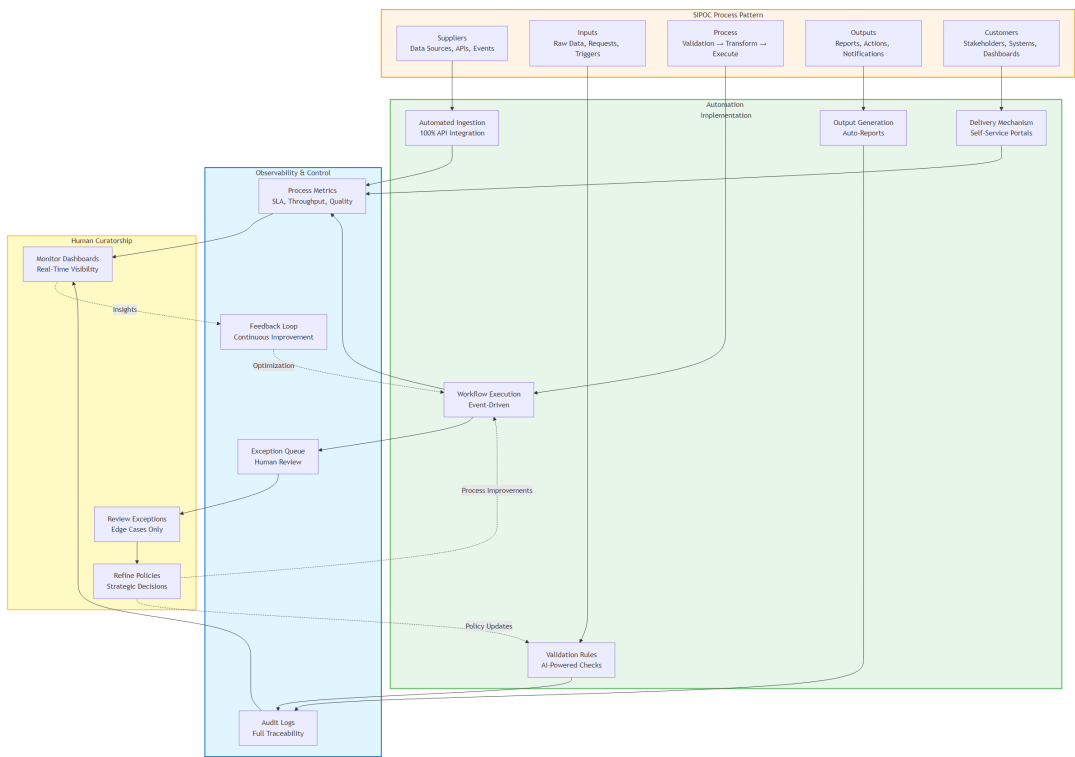 SIPOC Process Pattern
Suppliers
Data Sources, APIs, Events
Inputs
Raw Data, Requests,
Triggers
Process
Validation → Transform →
Execute
Outputs
Reports, Actions,
Notifications
Customers
Stakeholders, Systems,
Dashboards
Automation
Implementation
Automated Ingestion
100% API Integration
Output Generation
Auto-Reports
Delivery Mechanism
Self-Service Portals
Observability & Control
Process Metrics
SLA, Throughput, Quality
Human Curatorship
Monitor Dashboards
Real-Time Visibility
Insights
Feedback Loop
Continuous Improvement
Optimization
Workflow Execution
Event-Driven
Exception Queue
Human Review
Process Improvements
Review Exceptions
Edge Cases Only
Refine Policies
Strategic Decisions
Policy Updates
Validation Rules
AI-Powered Checks
Audit Logs
Full Traceability